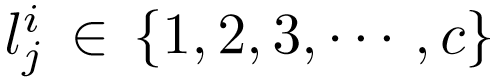 l_j^i ∈ {1, 2, 3, ⋯ , c}